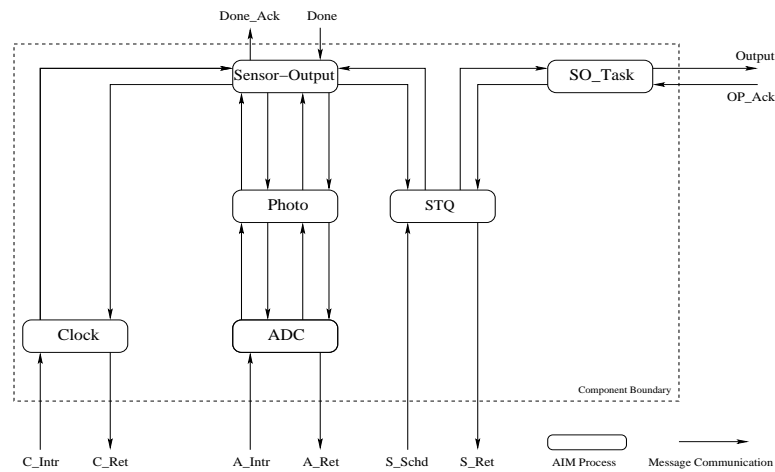 Done_Ack
Done
Output
Sensor−Output
SO_Task
OP_Ack
Photo
STQ
Clock
ADC
Component Boundary
C_Intr
C_Ret
A_Intr
A_Ret
S_Schd
S_Ret
AIM Process
Message Communication